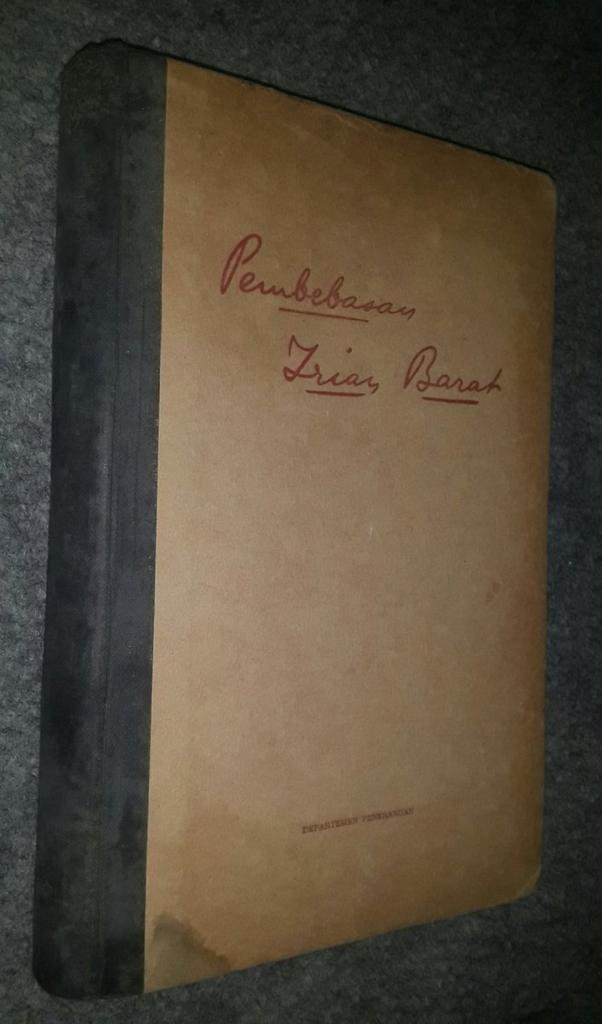 Pembebasan
Irian Barat
DEPARTEMEN PENERANGAN